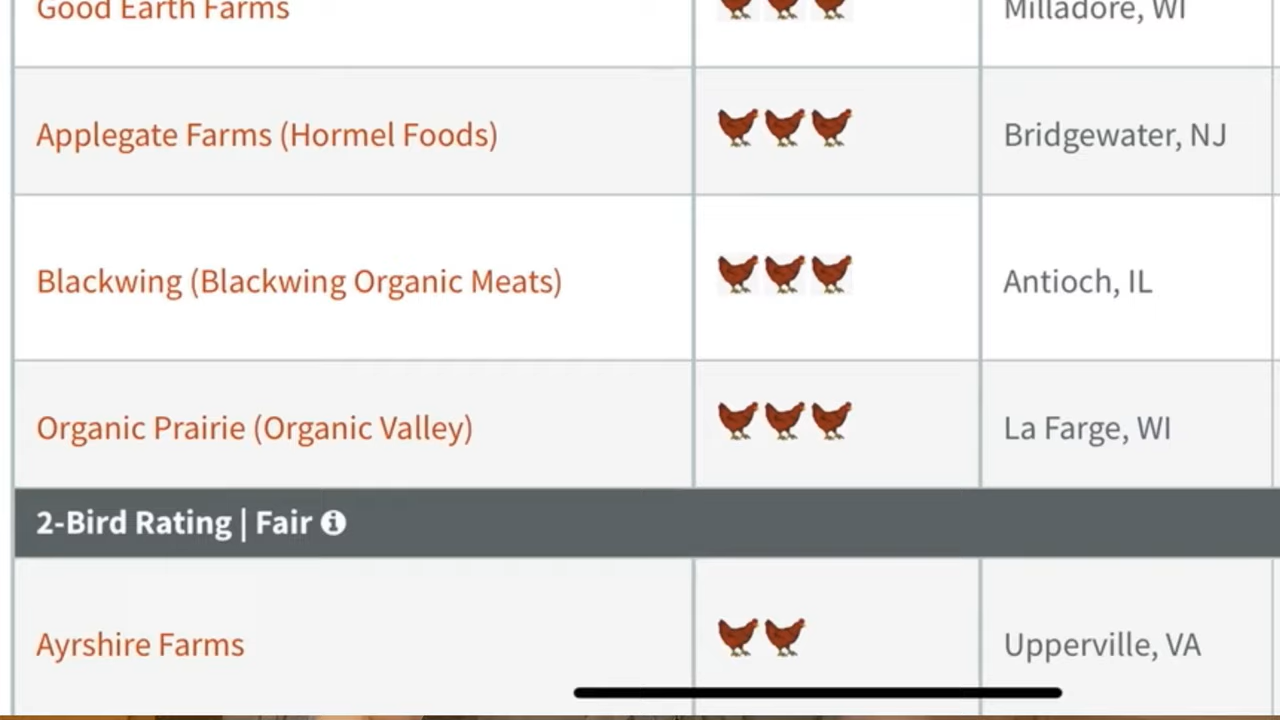 Good Earth Farms Milladore, WI
Applegate Farms (Hormel Foods) Bridgewater, NJ
Blackwing (Blackwing Organic Meats) Antioch, IL
Organic Prairie (Organic Valley) La Farge, WI
2-Bird Rating | Fair
Ayrshire Farms Upperville, VA